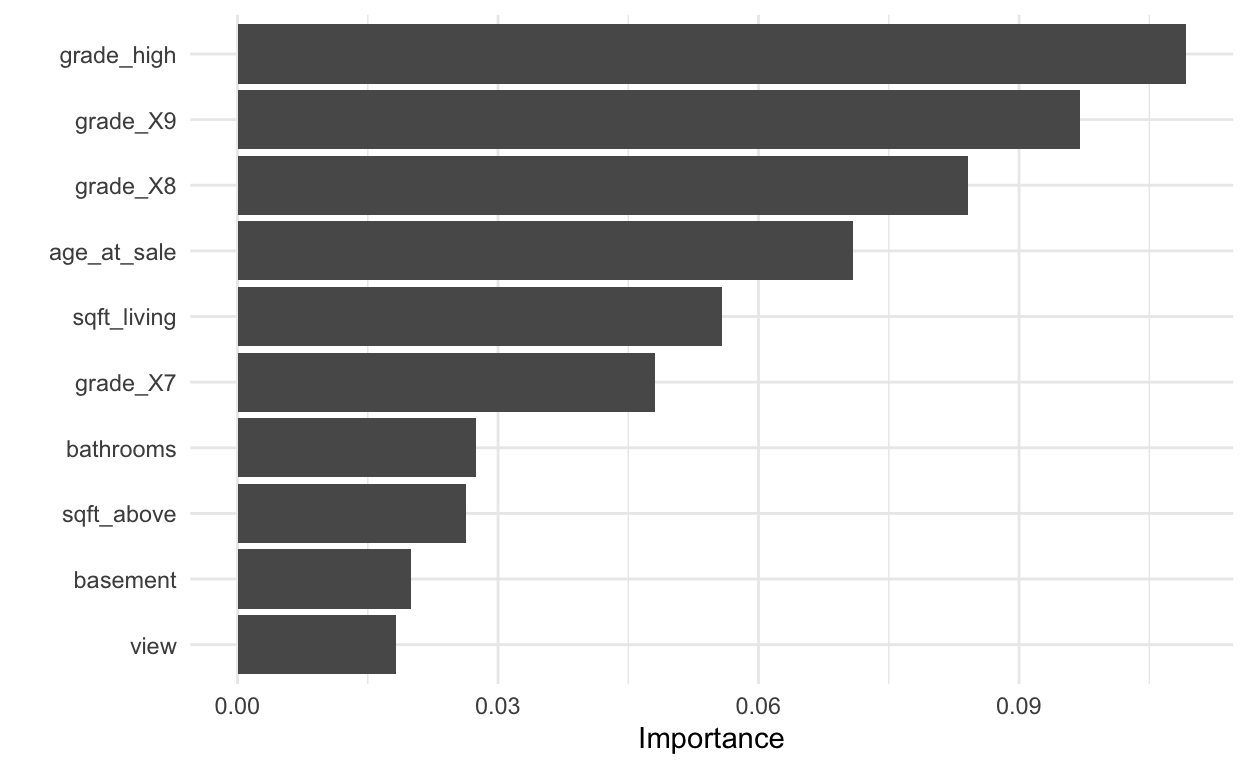 grade_high
grade_X9
grade_X8
age_at_sale
sqft_living
grade_X7
bathrooms
sqft_above
basement
view
0.00 0.03 0.06 0.09
Importance